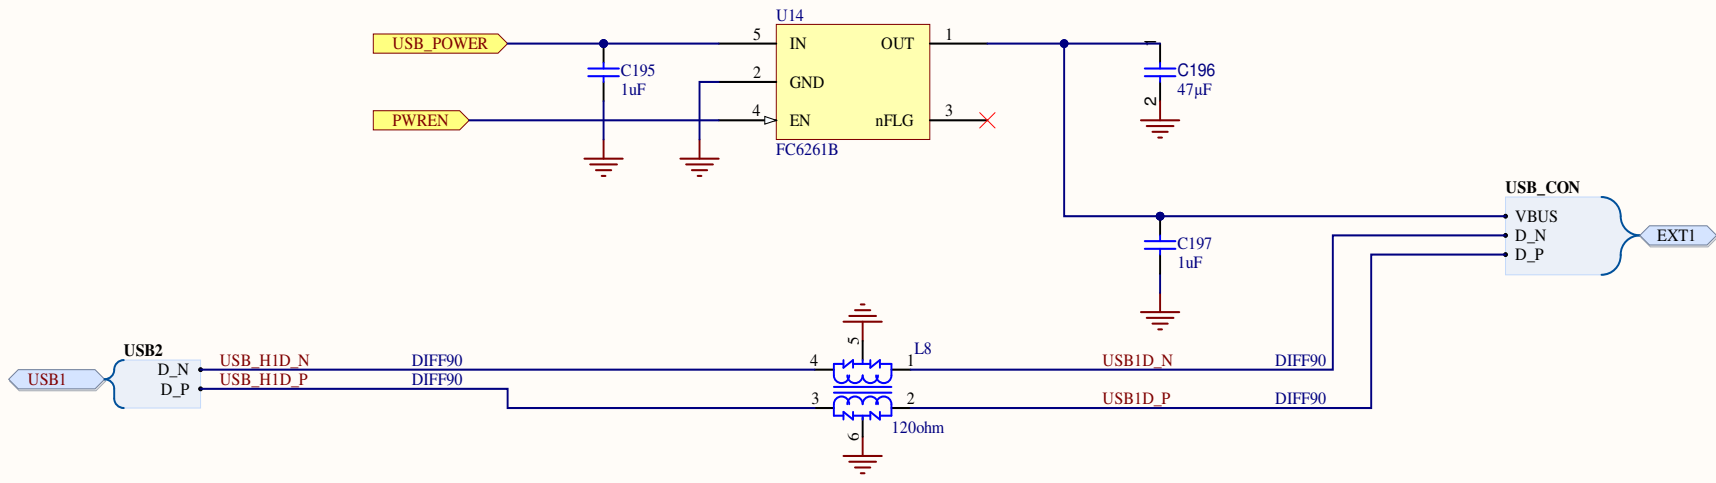 U14
USB_POWER
5
IN
OUT
1
1
C195
1uF
2
GND
C196
47µF
2
PWREN
4
EN
nFLG
3
FC6261B
USB_CON
VBUS
D_N
D_P
EXT1
C197
1uF
USB2
D_N
D_P
USB1
USB_H1D_N
DIFF90
USB_H1D_P
DIFF90
5
L8
4
1
3
2
6
120ohm
USB1D_N
DIFF90
USB1D_P
DIFF90